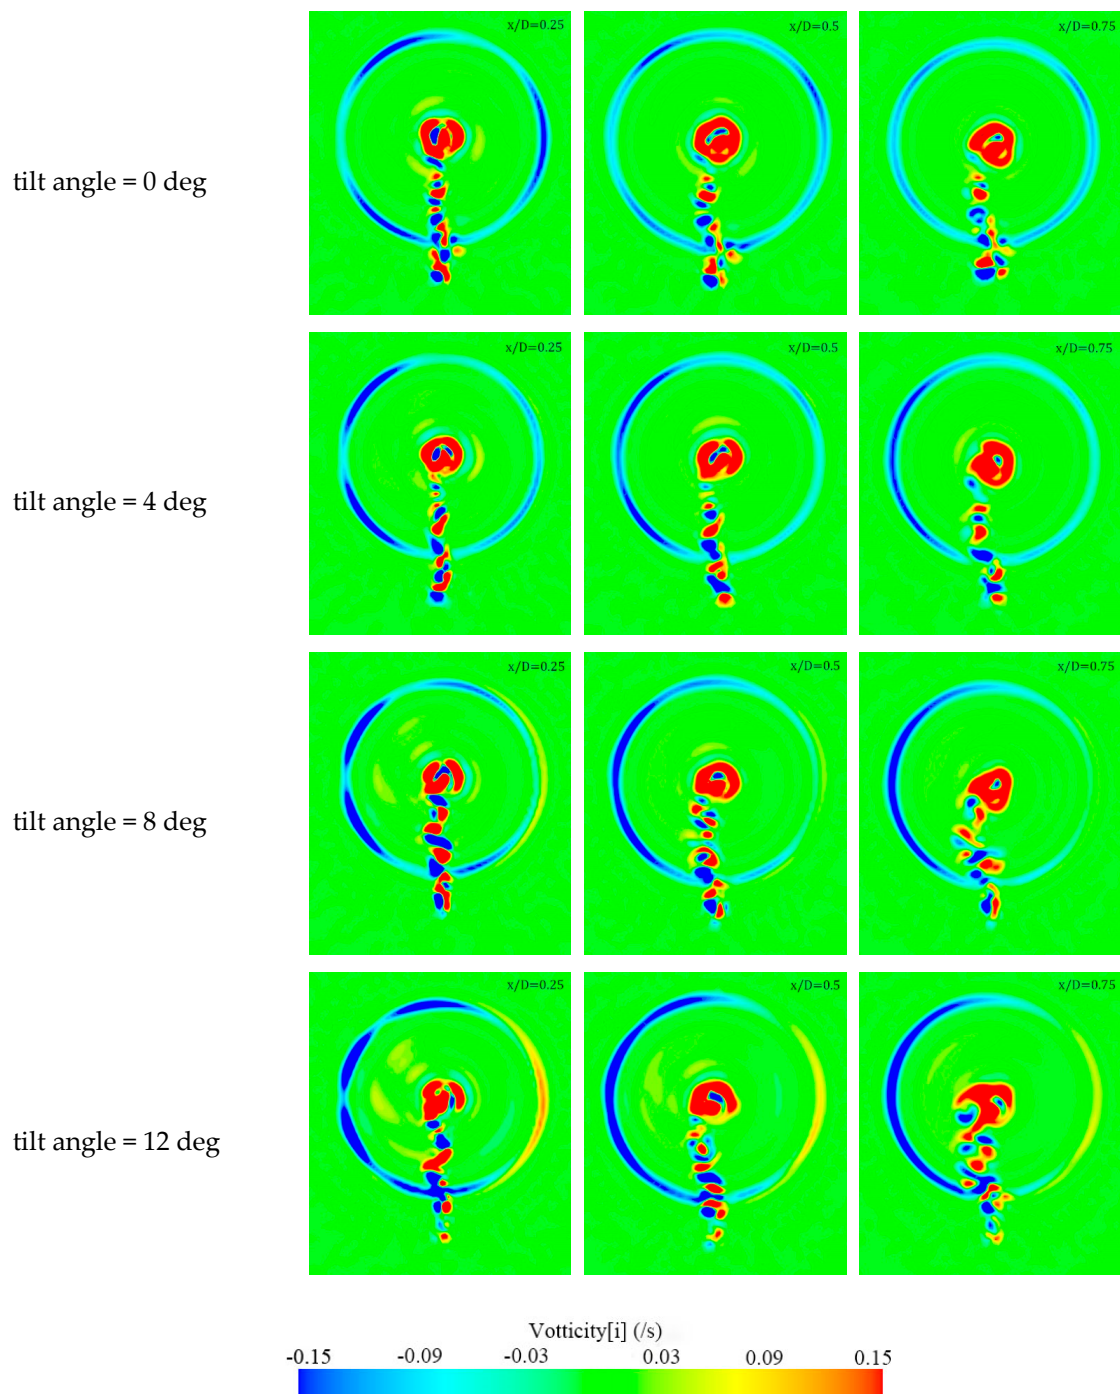 x/D=0.25 x/D=0.5 x/D=0.75
tilt angle = 0 deg
x/D=0.25 x/D=0.5 x/D=0.75
tilt angle = 4 deg
x/D=0.25 x/D=0.5 x/D=0.75
tilt angle = 8 deg
x/D=0.25 x/D=0.5 x/D=0.75
tilt angle = 12 deg
Votticity[i] (/s)
-0.15 -0.09 -0.03 0.03 0.09 0.15